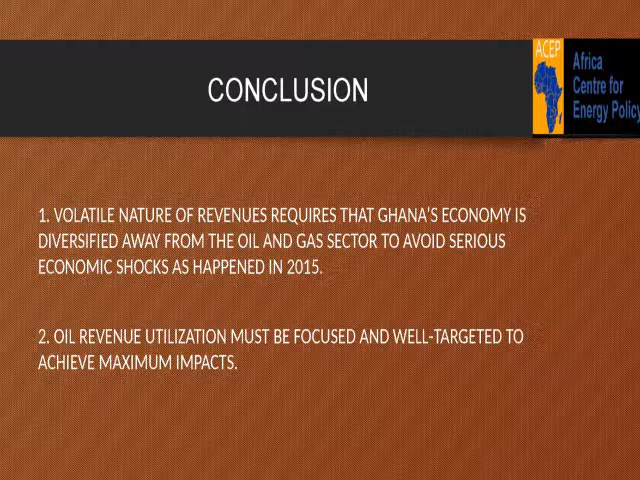 CONCLUSION
ACEP
Africa
Centre for
Energy Policy
1. VOLATILE NATURE OF REVENUES REQUIRES THAT GHANA'S ECONOMY IS
DIVERSIFIED AWAY FROM THE OIL AND GAS SECTOR TO AVOID SERIOUS
ECONOMIC SHOCKS AS HAPPENED IN 2015.
2. OIL REVENUE UTILIZATION MUST BE FOCUSED AND WELL-TARGETED TO
ACHIEVE MAXIMUM IMPACTS.